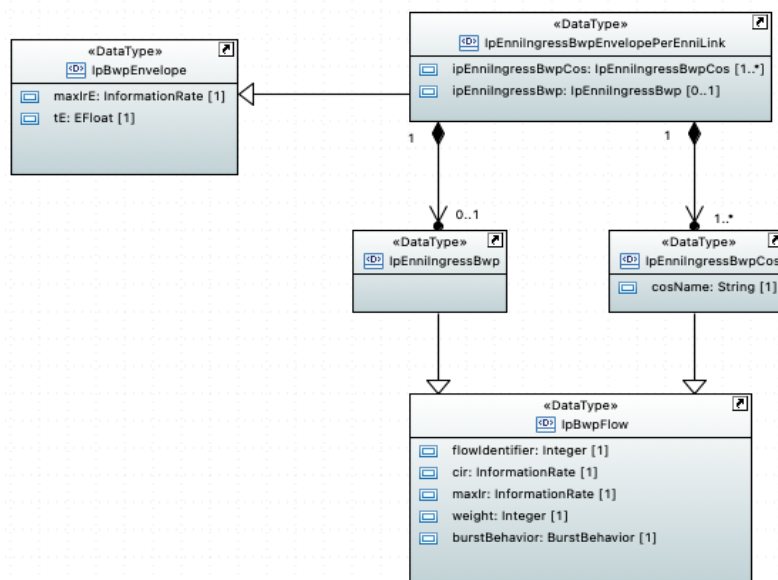 «DataType»
IpBwpEnvelope
maxIrE: InformationRate [1]
tE: EFloat [1]
«DataType»
IpEnniIngressBwpEnvelopePerEnniLink
ipEnniIngressBwpCos: IpEnniIngressBwpCos [1..*]
ipEnniIngressBwp: IpEnniIngressBwp [0..1]
1
1
0..1
1..*
«DataType»
IpEnniIngressBwp
«DataType»
IpEnniIngressBwpCos
cosName: String [1]
«DataType»
IpBwpFlow
flowIdentifier: Integer [1]
cir: InformationRate [1]
maxIr: InformationRate [1]
weight: Integer [1]
burstBehavior: BurstBehavior [1]